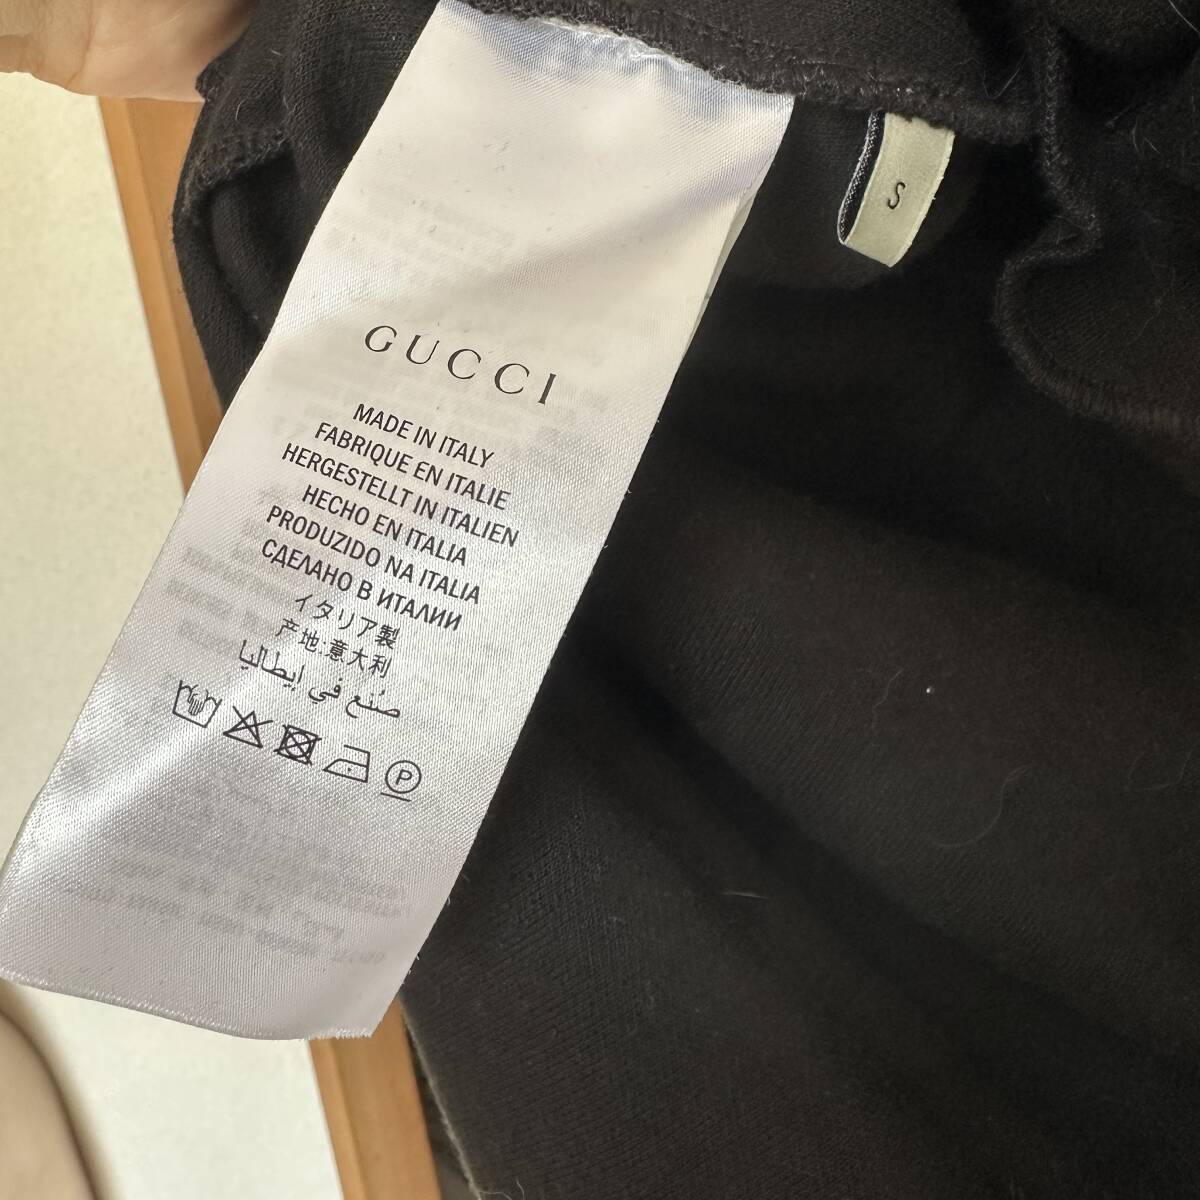 S
GUCCI
MADE IN ITALY
FABRIQUE EN ITALIE
HERGESTELLT IN ITALIEN
HECHO EN ITALIA
PRODUZIDO NA ITALIA
СДЕЛАНО В ИТАЛИИ
イタリア製
产地:意大利
صُنع في إيطاليا
P